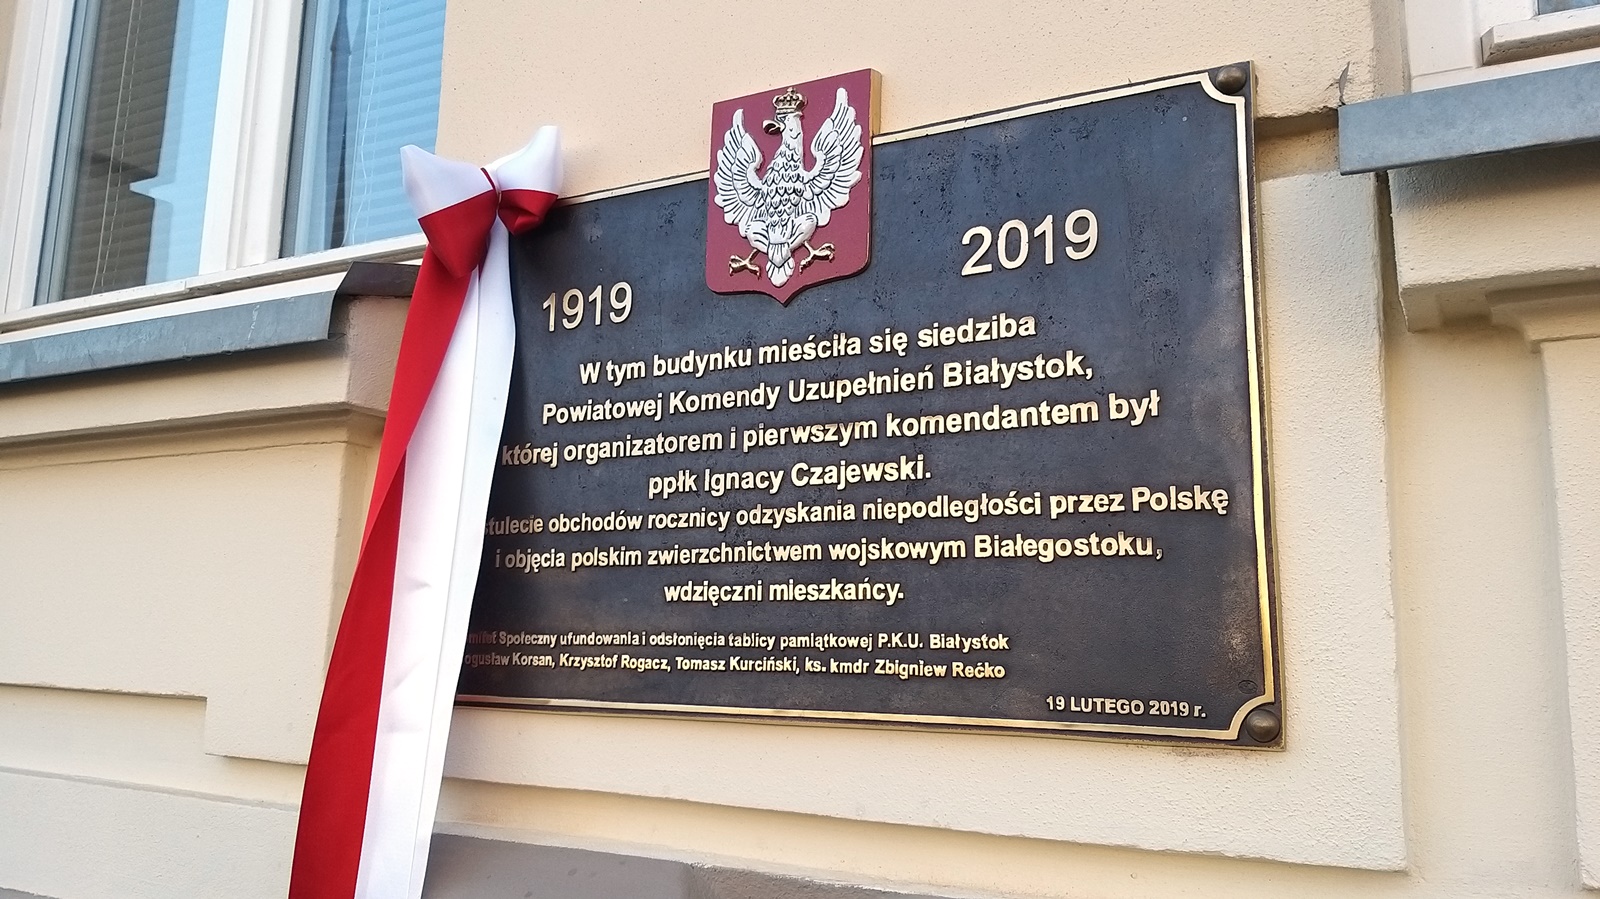 1919 2019
W tym budynku mieściła się siedziba
Powiatowej Komendy Uzupełnień Białystok,
której organizatorem i pierwszym komendantem był
ppłk Ignacy Czajewski.
stulecie obchodów rocznicy odzyskania niepodległości przez Polskę
i objęcia polskim zwierzchnictwem wojskowym Białegostoku,
wdzięczni mieszkańcy.
Społeczny ufundowania i odsłonięcia tablicy pamiątkowej P.K.U. Białystok
Korsan, Krzysztof Rogacz, Tomasz Kurciński, ks. kmdr Zbigniew Rećko
19 LUTEGO 2019 r.